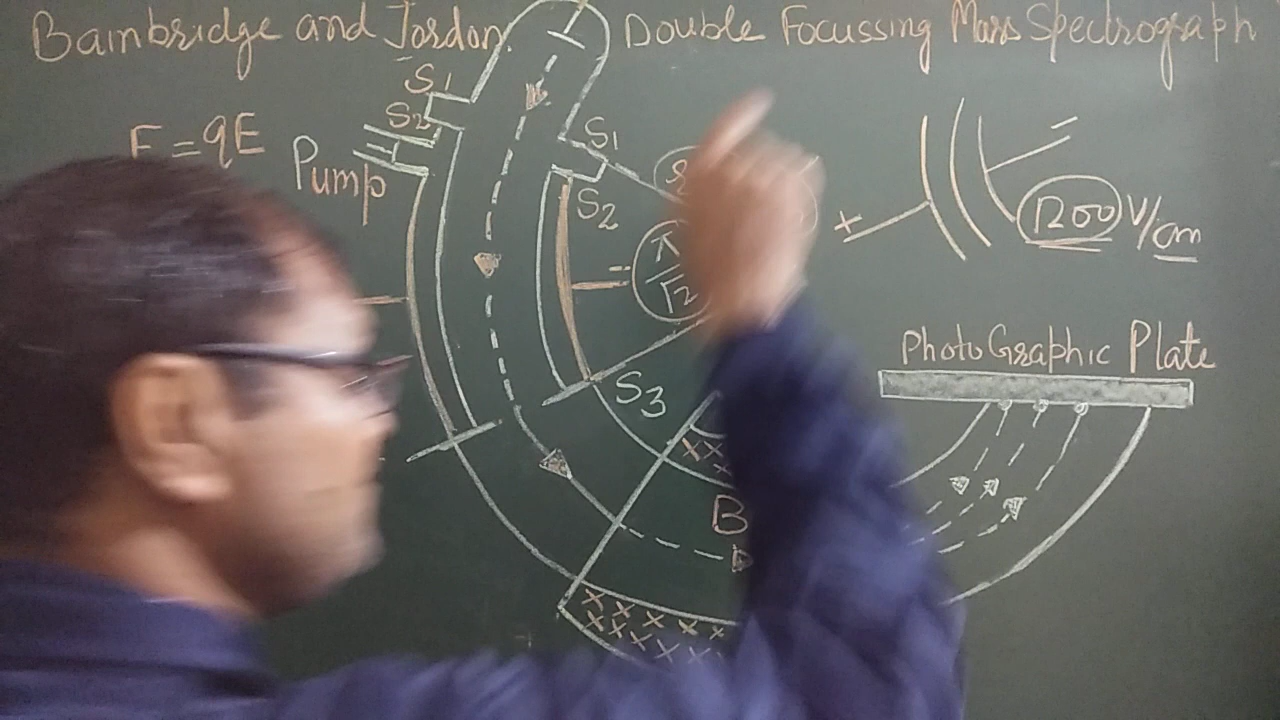 Bambridge and Jordon Double Focussing Mass Spectrograph
S1
S2
F = qE
Pump
S1
S2
π
√2
+
1200 V/cm
Photo Graphic Plate
S3
x x
x
B
x x x x x
x x x x x